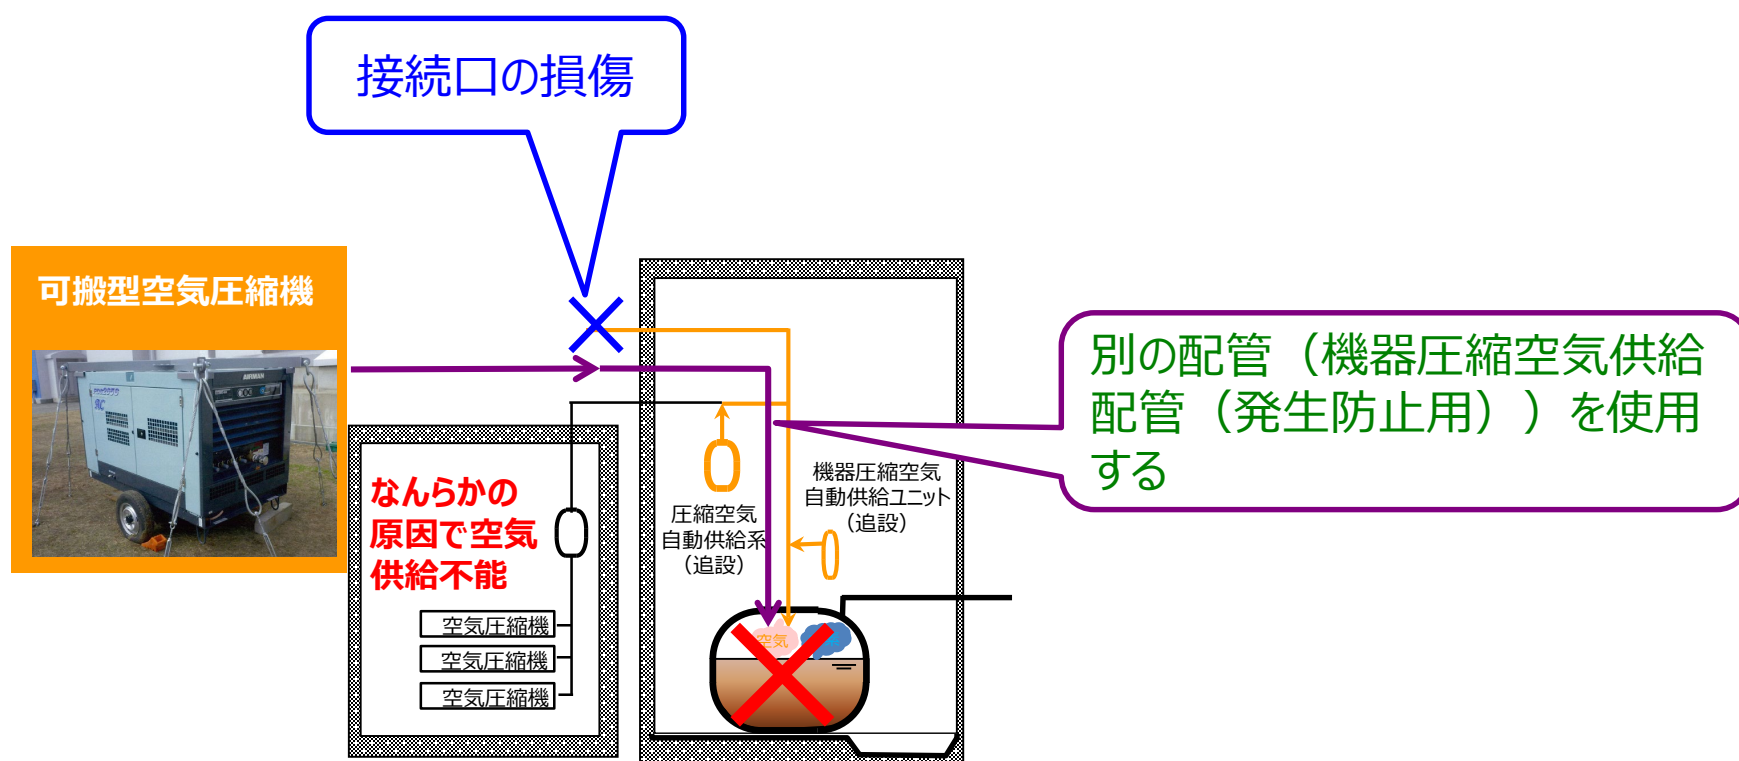 接続口の損傷
可搬型空気圧縮機
AIRMAN
別の配管（機器圧縮空気供給
配管（発生防止用））を使用
する
なんらかの
原因で空気
供給不能
空気圧縮機
空気圧縮機
空気圧縮機
圧縮空気
自動供給系
（追設）
機器圧縮空気
自動供給ユニット
（追設）
空気